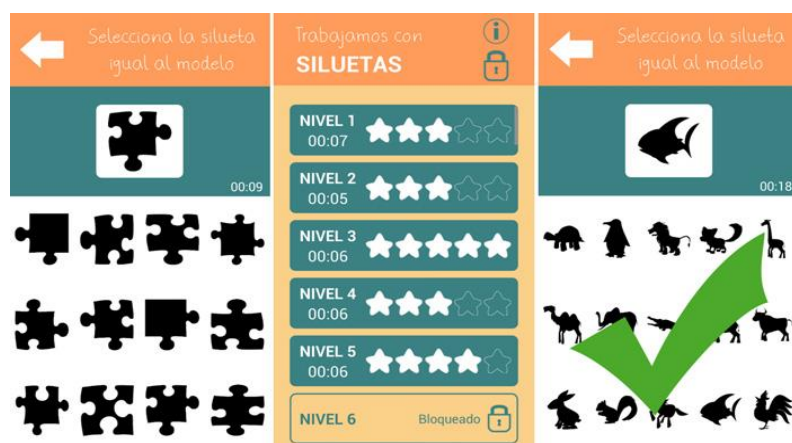 Selecciona la silueta
igual al modelo
00:09
Trabajamos con
SILUETAS
NIVEL 1
00:07
NIVEL 2
00:05
NIVEL 3
00:06
NIVEL 4
00:06
NIVEL 5
00:06
NIVEL 6 Bloqueado
Selecciona la silueta
igual al modelo
00:18